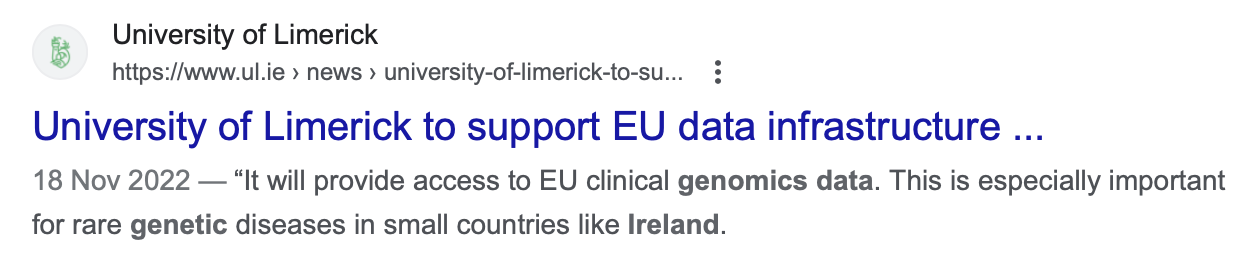 University of Limerick
https://www.ul.ie › news › university-of-limerick-to-su...
University of Limerick to support EU data infrastructure ...
18 Nov 2022 — “It will provide access to EU clinical genomics data. This is especially important
for rare genetic diseases in small countries like Ireland.